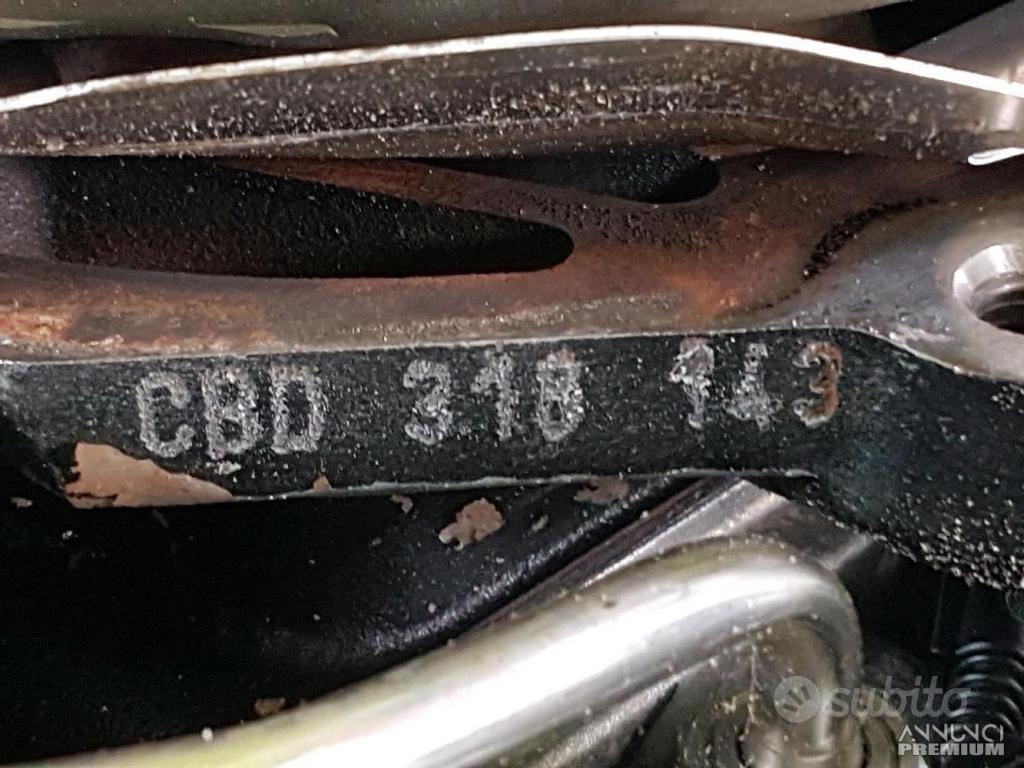 CBD 318 143
subito
ANNUNCI
PREMIUM